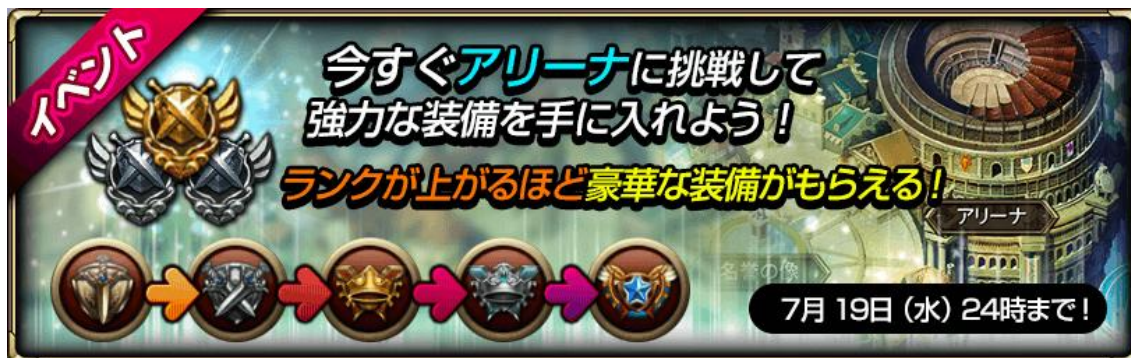 イベント
今すぐアリーナに挑戦して
強力な装備を手に入れよう！
ランクが上がるほど豪華な装備がもらえる！
アリーナ
名誉の像
7月19日（水）24時まで！